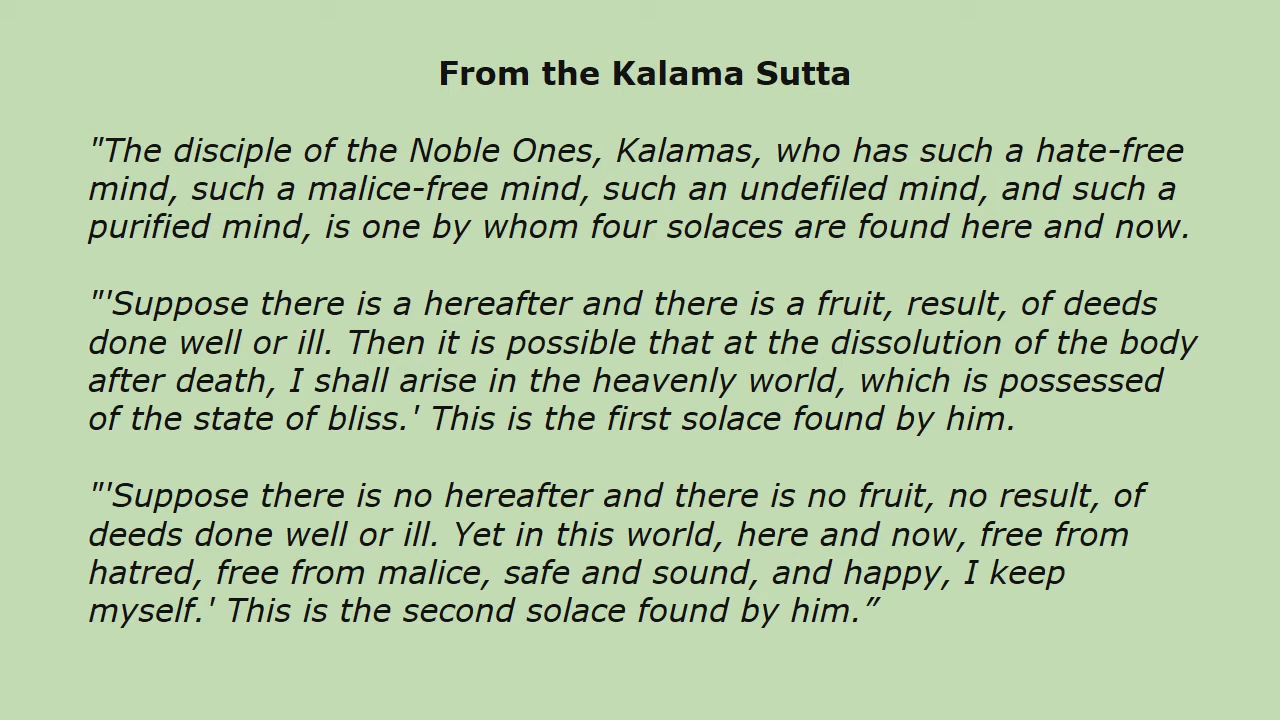 From the Kalama Sutta
"The disciple of the Noble Ones, Kalamas, who has such a hate-free
mind, such a malice-free mind, such an undefiled mind, and such a
purified mind, is one by whom four solaces are found here and now.
"'Suppose there is a hereafter and there is a fruit, result, of deeds
done well or ill. Then it is possible that at the dissolution of the body
after death, I shall arise in the heavenly world, which is possessed
of the state of bliss.' This is the first solace found by him.
"'Suppose there is no hereafter and there is no fruit, no result, of
deeds done well or ill. Yet in this world, here and now, free from
hatred, free from malice, safe and sound, and happy, I keep
myself.' This is the second solace found by him.”